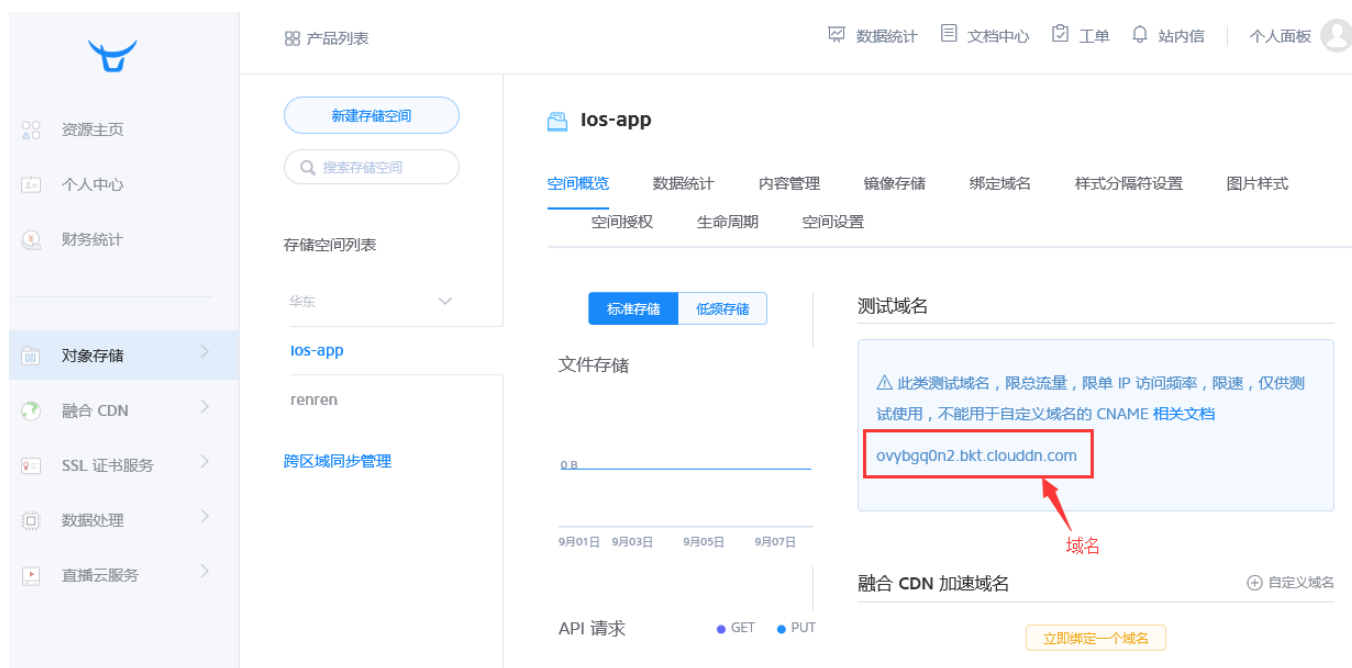 产品列表
数据统计 文档中心 工单 站内信 个人面板
资源主页
个人中心
财务统计
对象存储
融合 CDN
SSL 证书服务
数据处理
直播云服务
新建存储空间
搜索存储空间
存储空间列表
华东
Ios-app
renren
跨区域同步管理
Ios-app
空间概览 数据统计 内容管理 镜像存储 绑定域名 样式分隔符设置 图片样式
空间授权 生命周期 空间设置
标准存储 低频存储
文件存储
0 B
9月01日 9月03日 9月05日 9月07日
API 请求 GET PUT
测试域名
此类测试域名，限总流量，限单 IP 访问频率，限速，仅供测
试使用，不能用于自定义域名的 CNAME 相关文档
ovybgq0n2.bkt.clouddn.com
域名
融合 CDN 加速域名 自定义域名
立即绑定一个域名